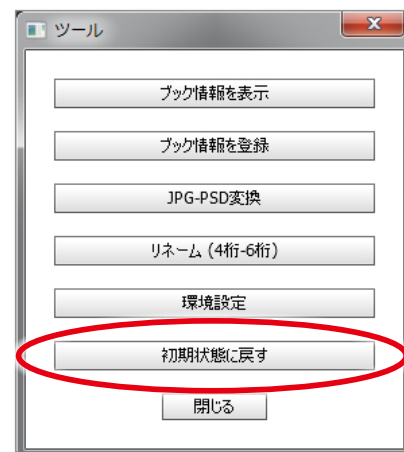 ツール
ブック情報を表示
ブック情報を登録
JPG-PSD変換
リネーム (4桁-6桁)
環境設定
初期状態に戻す
閉じる